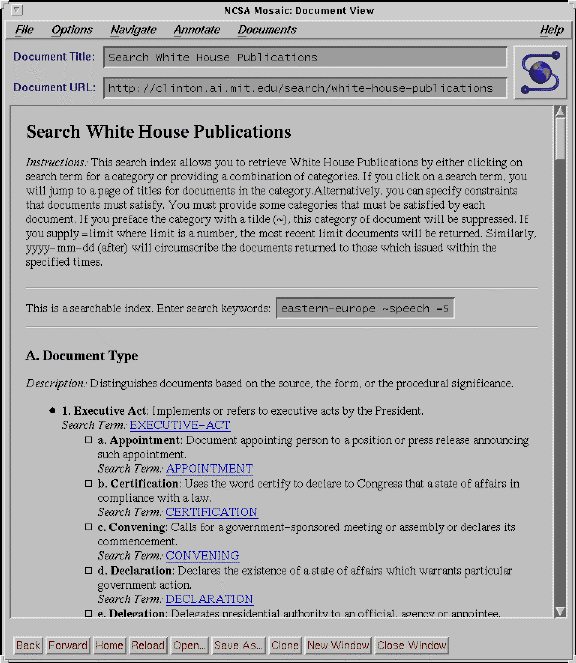 NCSA Mosaic: Document View
File Options Navigate Annotate Documents Help
Document Title: Search White House Publications
Document URL: http://clinton.ai.mit.edu/search/white-house-publications
Search White House Publications
Instructions: This search index allows you to retrieve White House Publications by either clicking on
search term for a category or providing a combination of categories. If you click on a search term, you
will jump to a page of titles for documents in the category.Alternatively, you can specify constraints
that documents must satisfy. You must provide some categories that must be satisfied by each
document. If you preface the category with a tilde (~), this category of document will be suppressed. If
you supply =limit where limit is a number, the most recent limit documents will be returned. Similarly,
yyyy-mm-dd (after) will circumscribe the documents returned to those which issued within the
specified times.
This is a searchable index. Enter search keywords: eastern-europe ~speech =5
A. Document Type
Description: Distinguishes documents based on the source, the form, or the procedural significance.
1. Executive Act: Implements or refers to executive acts by the President.
Search Term: EXECUTIVE-ACT
a. Appointment: Document appointing person to a position or press release announcing
such appointment.
Search Term: APPOINTMENT
b. Certification: Uses the word certify to declare to Congress that a state of affairs in
compliance with a law.
Search Term: CERTIFICATION
c. Convening: Calls for a government-sponsored meeting or assembly or declares its
commencement.
Search Term: CONVENING
d. Declaration: Declares the existence of a state of affairs which warrants particular
government action.
Search Term: DECLARATION
e. Delegation: Delegates presidential authority to an official, agency or appointee.
Back Forward Home Reload Open... Save As... Clone New Window Close Window